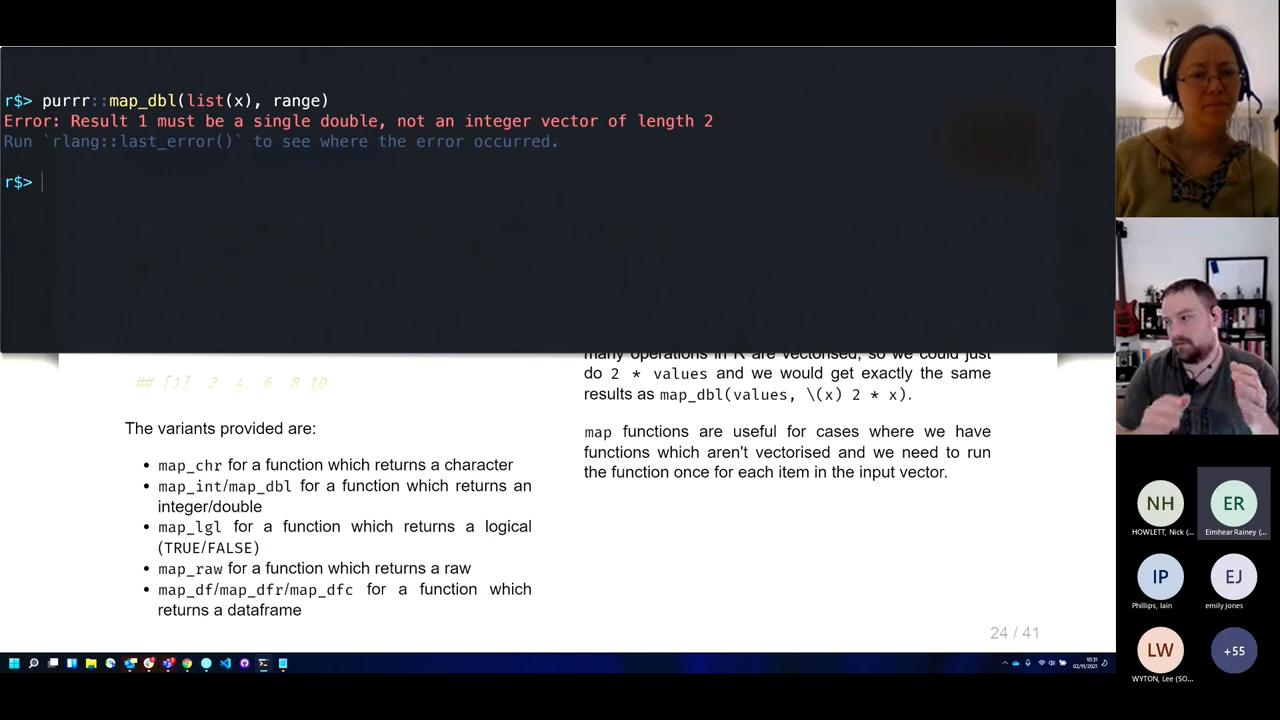 r$> purrr::map_dbl(list(x), range)
Error: Result 1 must be a single double, not an integer vector of length 2
Run `rlang::last_error()` to see where the error occurred.
r$>
## [1] 2 4 6 8 10
The variants provided are:
• map_chr for a function which returns a character
• map_int/map_dbl for a function which returns an
integer/double
• map_lgl for a function which returns a logical
(TRUE/FALSE)
• map_raw for a function which returns a raw
• map_df/map_dfr/map_dfc for a function which
returns a dataframe
many operations in R are vectorised, so we could just
do 2 * values and we would get exactly the same
results as map_dbl(values, \(x) 2 * x).
map functions are useful for cases where we have
functions which aren't vectorised and we need to run
the function once for each item in the input vector.
24 / 41
10:31
02/11/2021
NH
HOWLETT, Nick (...
ER
Eimhear Rainey (...
IP
Phillips, Iain
EJ
emily jones
LW
WYTON, Lee (SO...
+55